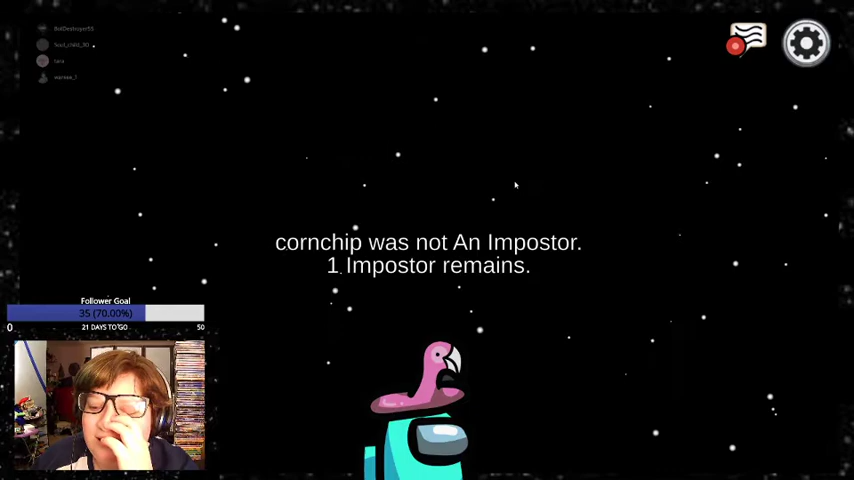 cornchip was not An Impostor.
1 Impostor remains.
Follower Goal
35 (70.00%)
0
21 DAYS TO GO
50